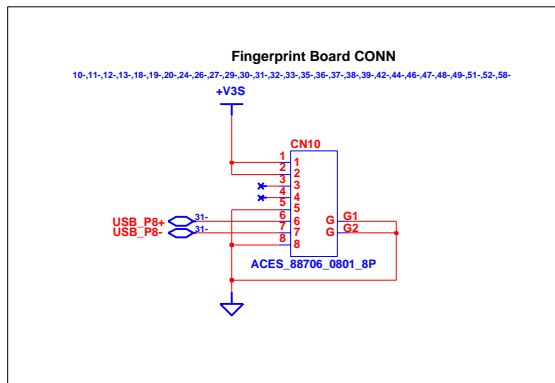 Fingerprint Board CONN
10-,11-,12-,13-,18-,19-,20-,24-,26-,27-,29-,30-,31-,32-,33-,35-,36-,37-,38-,39-,42-,44-,46-,47-,48-,49-,51-,52-,58-
+V3S
CN10
1 1
2 2
3 3
4 4
5 5
USB_P8+ 31- 6 6 G G1
USB_P8- 31- 7 7 G G2
8 8
ACES_88706_0801_8P